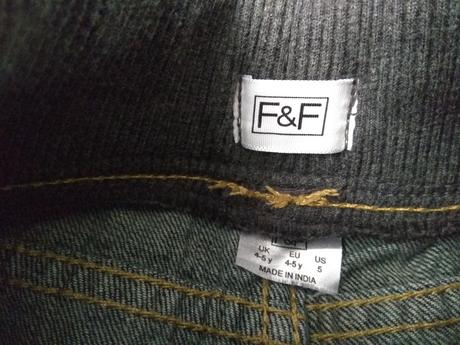 F&F
F&F
UK EU US
4-5 y 4-5 y 5
MADE IN INDIA